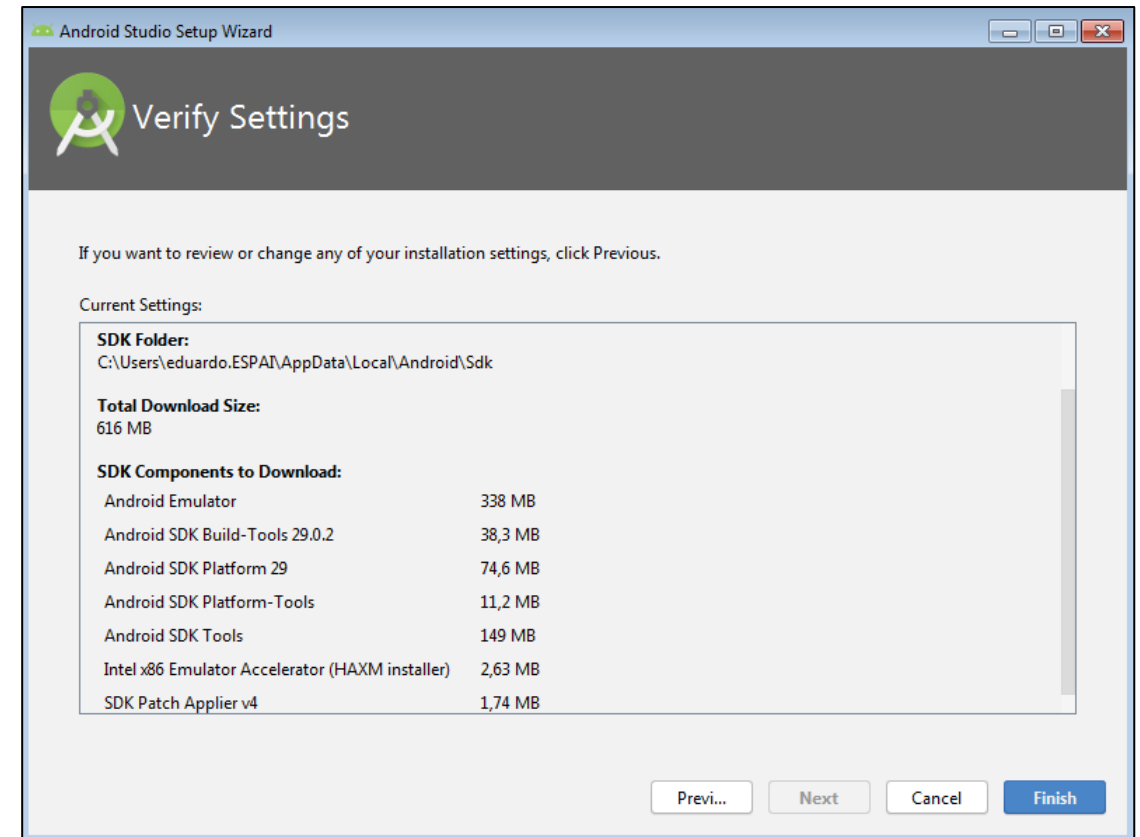 Android Studio Setup Wizard
Verify Settings
If you want to review or change any of your installation settings, click Previous.
Current Settings:
SDK Folder:
C:\Users\eduardo.ESPAI\AppData\Local\Android\Sdk
Total Download Size:
616 MB
SDK Components to Download:
Android Emulator 338 MB
Android SDK Build-Tools 29.0.2 38,3 MB
Android SDK Platform 29 74,6 MB
Android SDK Platform-Tools 11,2 MB
Android SDK Tools 149 MB
Intel x86 Emulator Accelerator (HAXM installer) 2,63 MB
SDK Patch Applier v4 1,74 MB
Previ... Next Cancel Finish